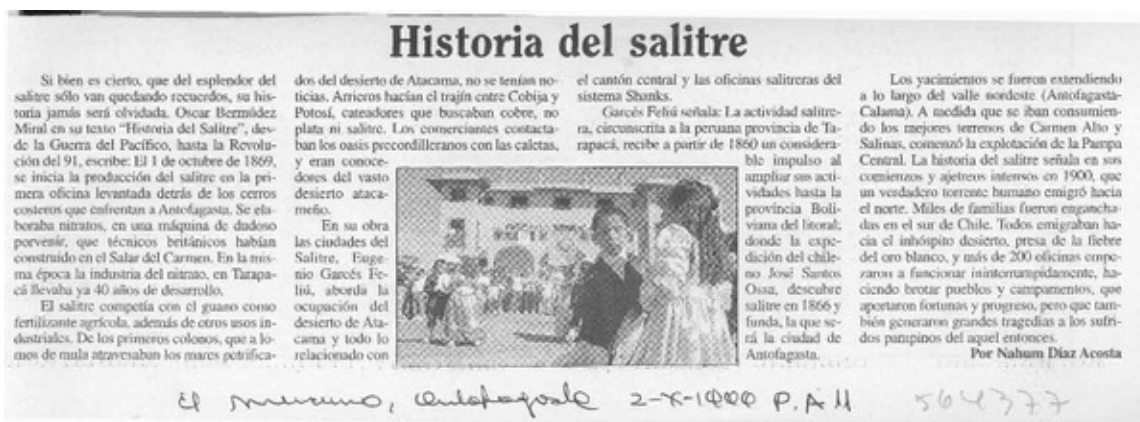 Historia del salitre
Si bien es cierto, que del esplendor del
salitre sólo van quedando recuerdos, su his-
toria jamás será olvidada. Oscar Bermúdez
Miral en su texto "Historia del Salitre", des-
de la Guerra del Pacífico, hasta la Revolu-
ción del 91, escribe: El 1 de octubre de 1869,
se inicia la producción del salitre en la pri-
mera oficina levantada detrás de los cerros
costeros que enfrentan a Antofagasta. Se ela-
boraba nitratos, en una máquina de dudoso
porvenir, que técnicos británicos habían
construido en el Salar del Carmen. En la mis-
ma época la industria del nitrato, en Tarapa-
cá llevaba ya 40 años de desarrollo.
El salitre competía con el guano como
fertilizante agrícola, además de otros usos in-
dustriales. De los primeros colonos, que a lo-
mos de mula atravesaban los mares petrifica-
dos del desierto de Atacama, no se tenían no-
ticias. Arrieros hacían el trajín entre Cobija y
Potosí, cateadores que buscaban cobre, no
plata ni salitre. Los comerciantes contacta-
ban los oasis precordilleranos con las caletas,
y eran conoce-
dores del vasto
desierto ataca-
meño.
En su obra
las ciudades del
Salitre, Euge-
nio Garcés Fe-
liú, aborda la
ocupación del
desierto de Ata-
cama y todo lo
relacionado con
el cantón central y las oficinas salitreras del
sistema Shanks.
Garcés Feliú señala: La actividad salitre-
ra, circunscrita a la peruana provincia de Ta-
rapacá, recibe a partir de 1860 un considera-
ble impulso al
ampliar sus acti-
vidades hasta la
provincia Boli-
viana del litoral;
donde la expe-
dición del chile-
no José Santos
Ossa, descubre
salitre en 1866 y
funda, la que se-
rá la ciudad de
Antofagasta.
Los yacimientos se fueron extendiendo
a lo largo del valle nordeste (Antofagasta-
Calama). A medida que se iban consumien-
do los mejores terrenos de Carmen Alto y
Salinas, comenzó la explotación de la Pampa
Central. La historia del salitre señala en sus
comienzos y ajetreos intensos en 1900, que
un verdadero torrente humano emigró hacia
el norte. Miles de familias fueron engancha-
das en el sur de Chile. Todos emigraban ha-
cia el inhóspito desierto, presa de la fiebre
del oro blanco, y más de 200 oficinas empe-
zaron a funcionar ininterrumpidamente, ha-
ciendo brotar pueblos y campamentos, que
aportaron fortunas y progreso, pero que tam-
bién generaron grandes tragedias a los sufri-
dos pampinos del aquel entonces.
Por Nahum Díaz Acosta
El Mercurio, Antofagasta 2-X- P. A 11 564377